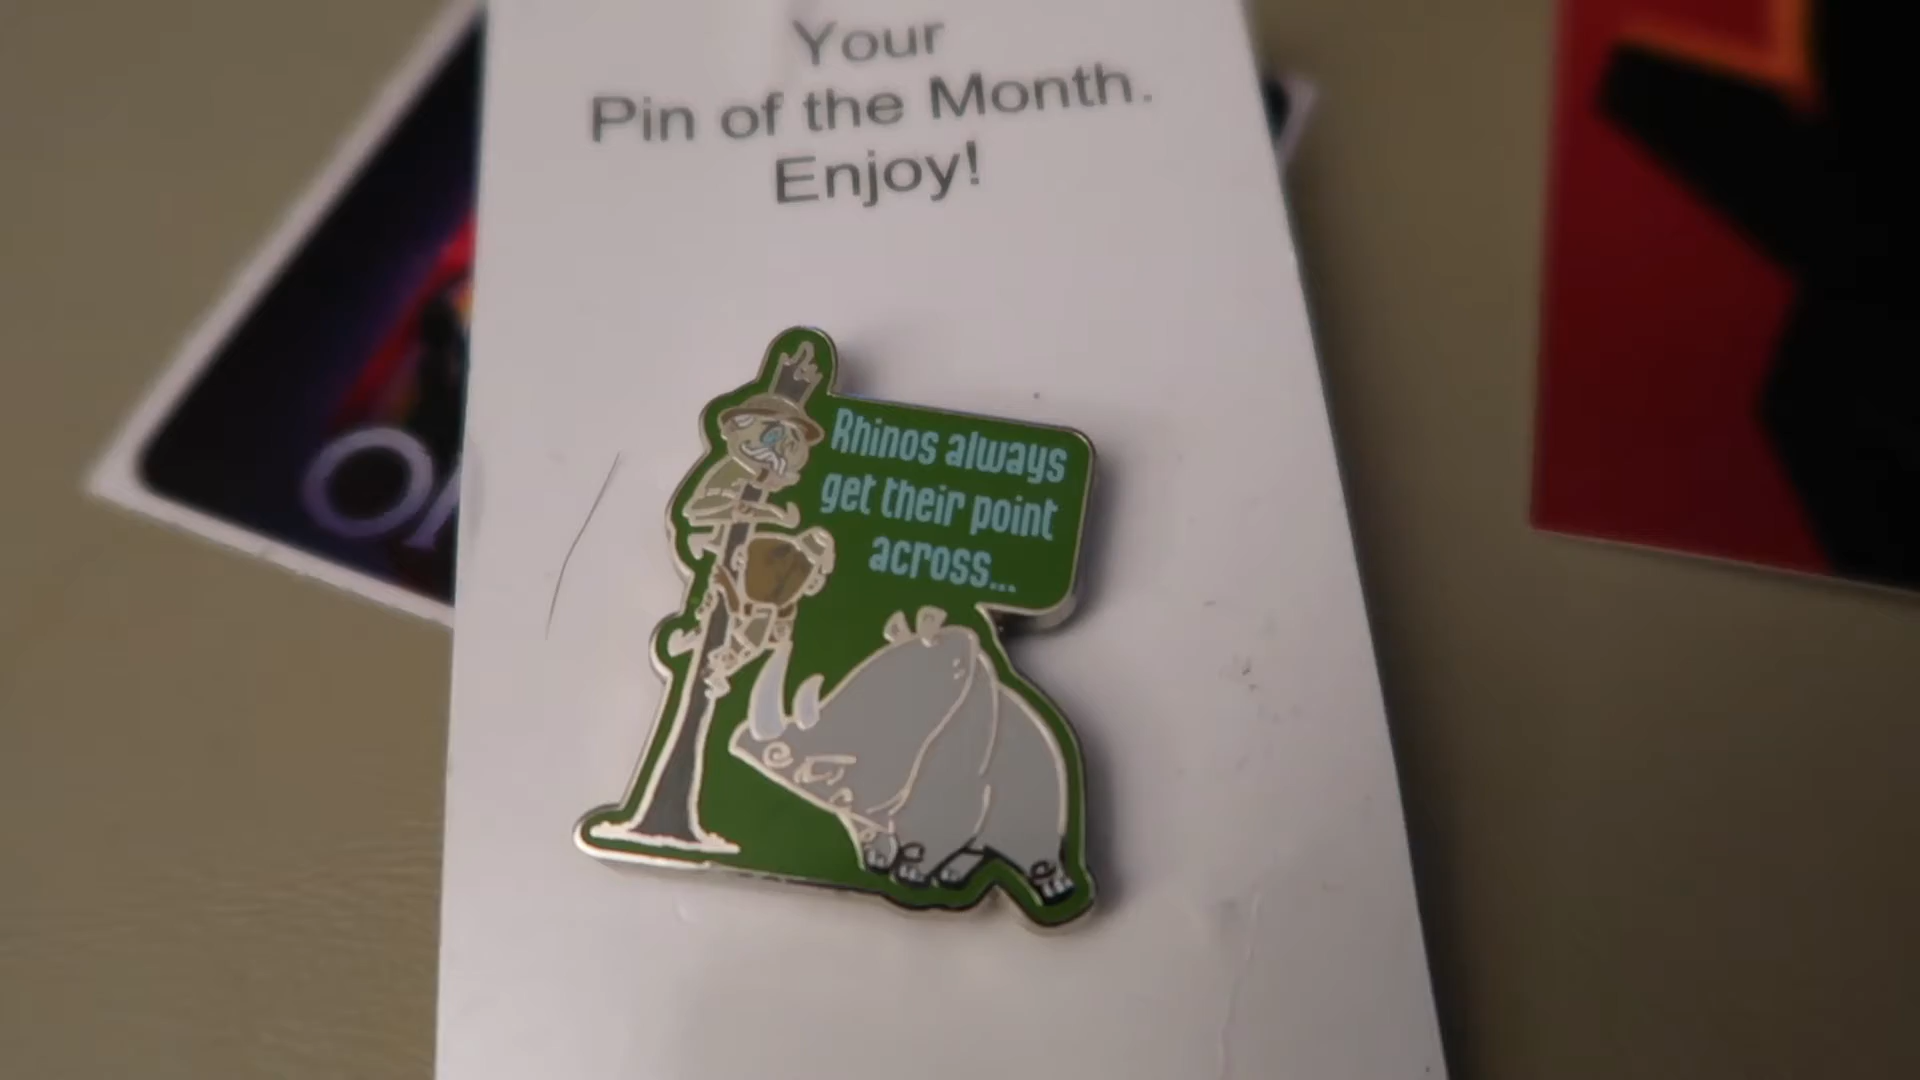 Your
Pin of the Month.
Enjoy!
Rhinos always
get their point
across...